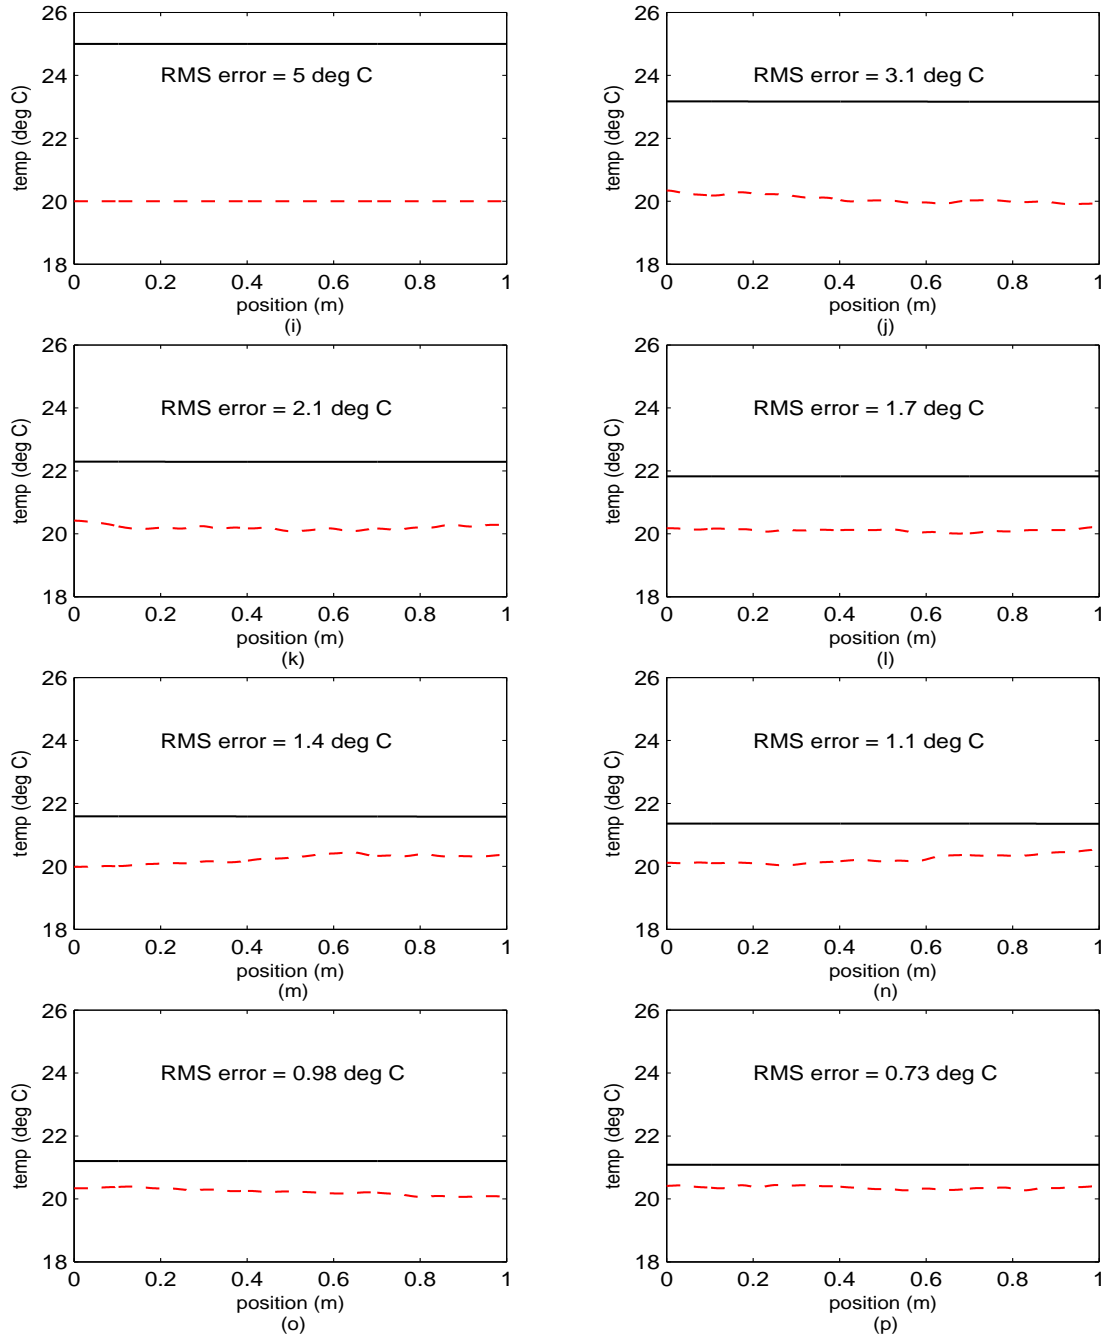 26
24
22
20
18
temp (deg C)
RMS error = 5 deg C
0 0.2 0.4 0.6 0.8 1
position (m)
(i)
26
24
22
20
18
temp (deg C)
RMS error = 3.1 deg C
0 0.2 0.4 0.6 0.8 1
position (m)
(j)
26
24
22
20
18
temp (deg C)
RMS error = 2.1 deg C
0 0.2 0.4 0.6 0.8 1
position (m)
(k)
26
24
22
20
18
temp (deg C)
RMS error = 1.7 deg C
0 0.2 0.4 0.6 0.8 1
position (m)
(l)
26
24
22
20
18
temp (deg C)
RMS error = 1.4 deg C
0 0.2 0.4 0.6 0.8 1
position (m)
(m)
26
24
22
20
18
temp (deg C)
RMS error = 1.1 deg C
0 0.2 0.4 0.6 0.8 1
position (m)
(n)
26
24
22
20
18
temp (deg C)
RMS error = 0.98 deg C
0 0.2 0.4 0.6 0.8 1
position (m)
(o)
26
24
22
20
18
temp (deg C)
RMS error = 0.73 deg C
0 0.2 0.4 0.6 0.8 1
position (m)
(p)